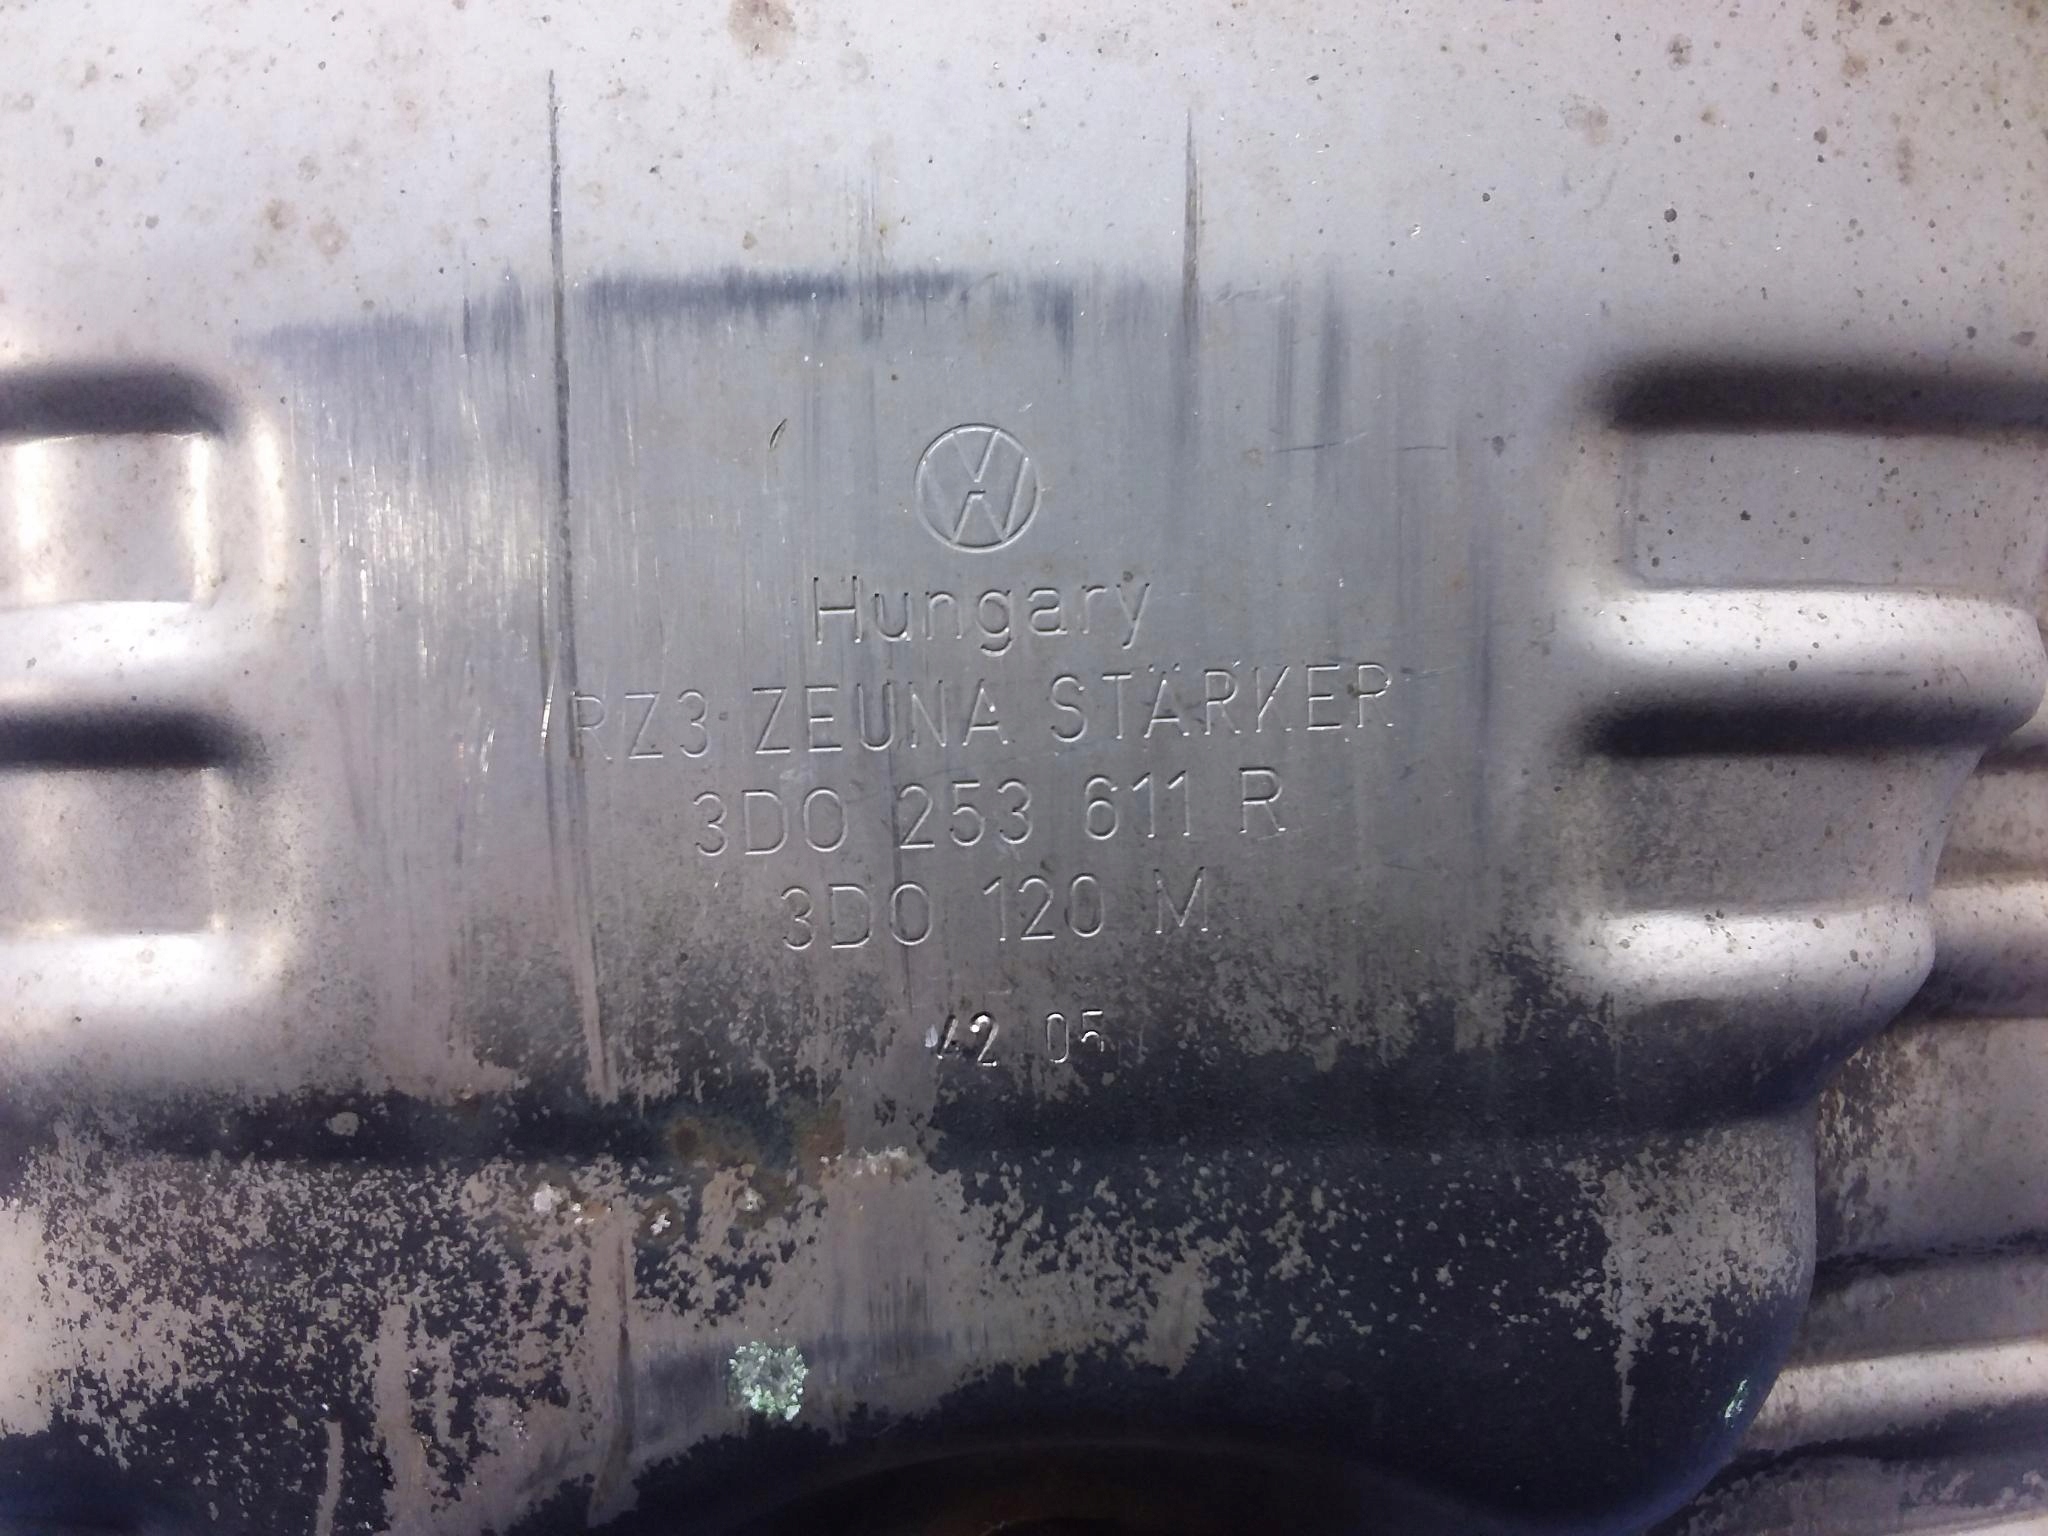 Hungary
RZ3 ZEUNA STÄRKER
3D0 253 611 R
3D0 120 M
42 05